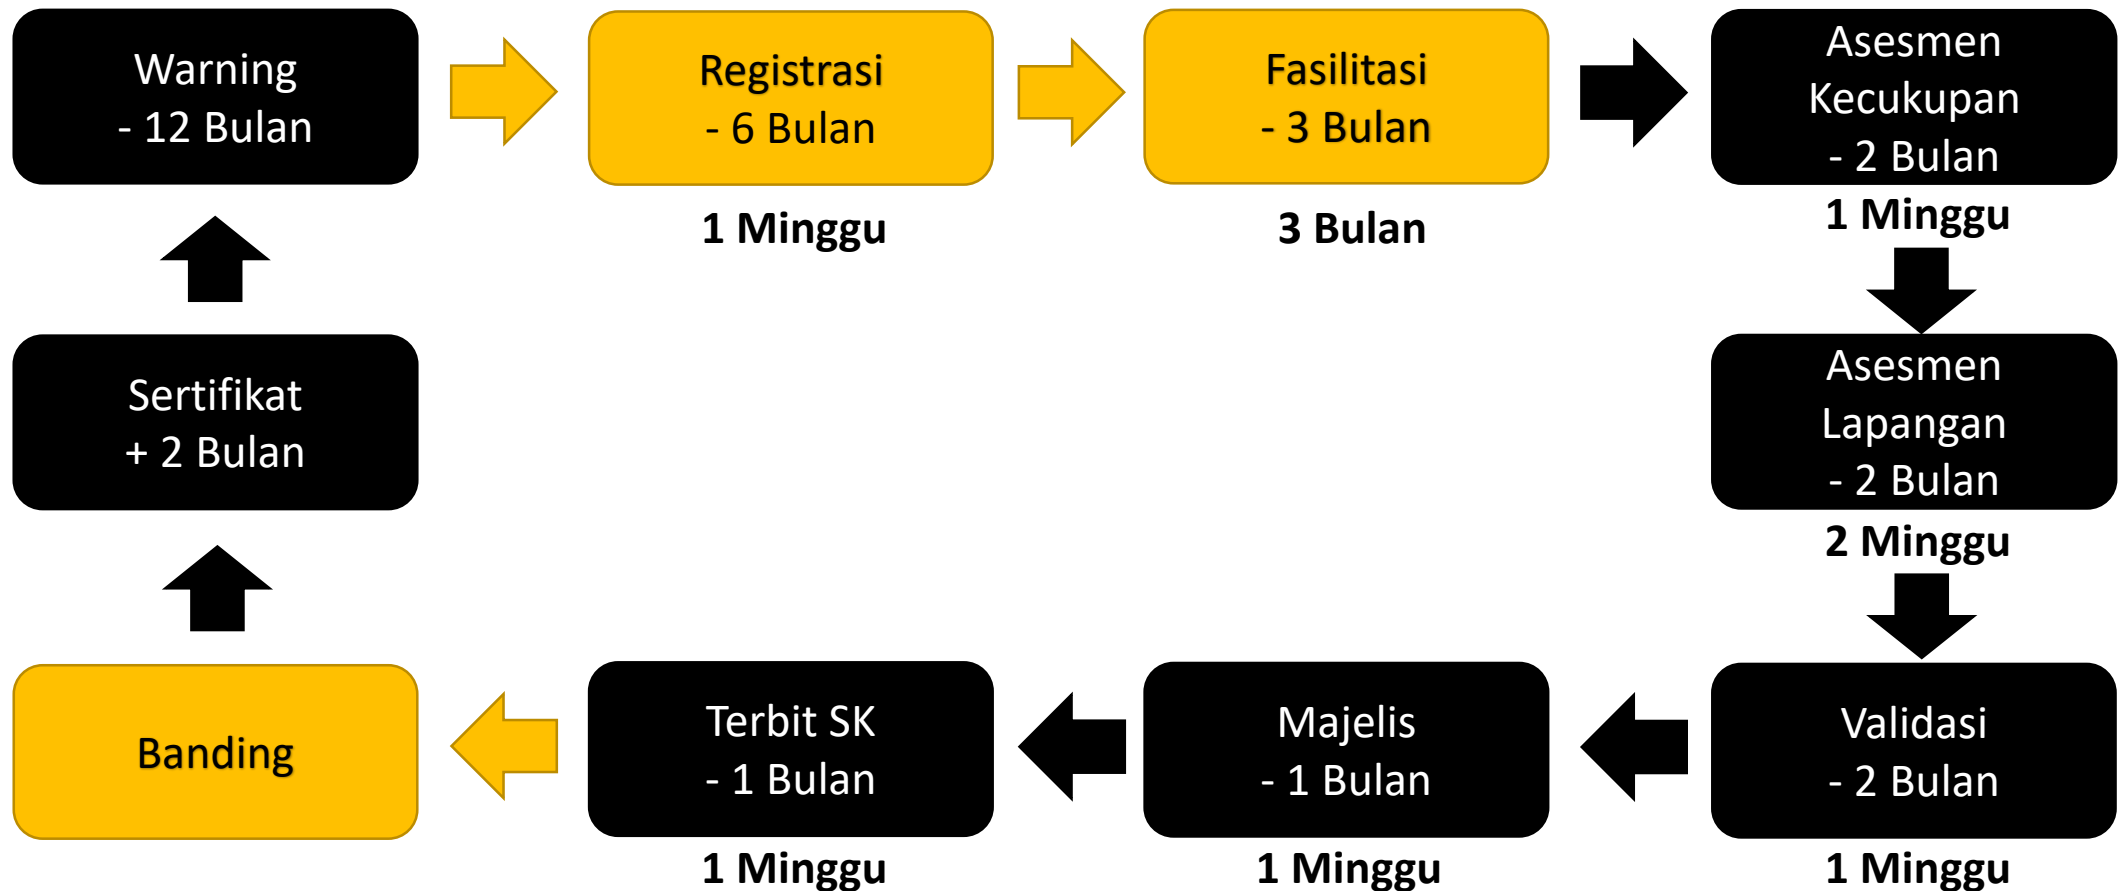 Warning
- 12 Bulan
Registrasi
- 6 Bulan
1 Minggu
Fasilitasi
- 3 Bulan
3 Bulan
Asesmen
Kecukupan
- 2 Bulan
1 Minggu
Asesmen
Lapangan
- 2 Bulan
2 Minggu
Validasi
- 2 Bulan
1 Minggu
Majelis
- 1 Bulan
1 Minggu
Terbit SK
- 1 Bulan
1 Minggu
Banding
Sertifikat
+ 2 Bulan